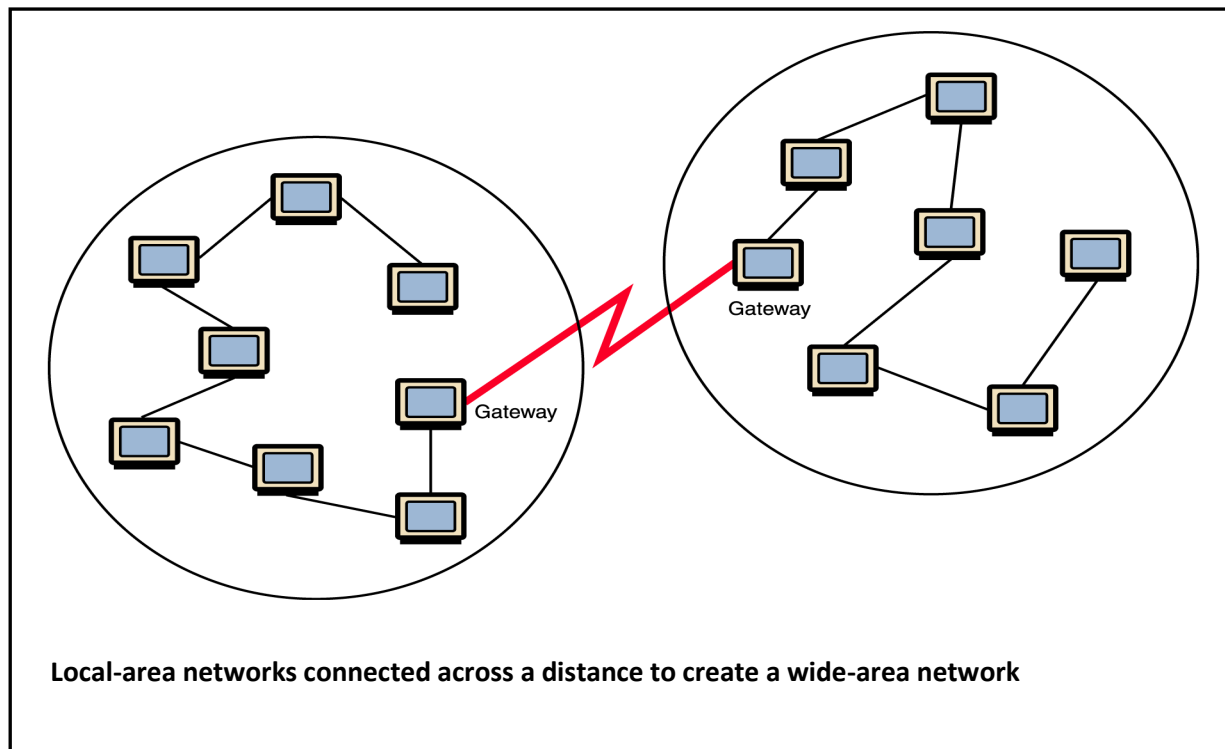 Gateway
Gateway
Local-area networks connected across a distance to create a wide-area network